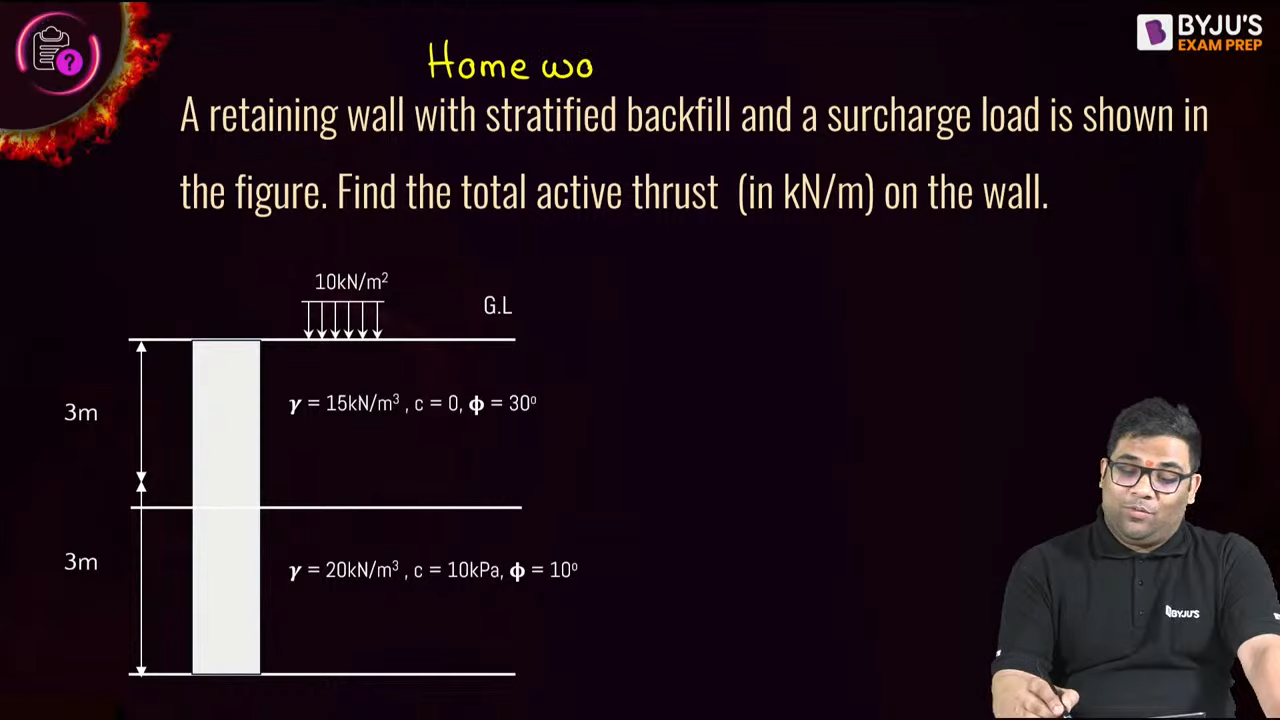 BYJU'S
EXAM PREP
?
Home wo
A retaining wall with stratified backfill and a surcharge load is shown in
the figure. Find the total active thrust (in kN/m) on the wall.
10kN/m²
G.L
3m
γ = 15kN/m³ , c = 0, ϕ = 30⁰
3m
γ = 20kN/m³ , c = 10kPa, ϕ = 10⁰
BYJU'S